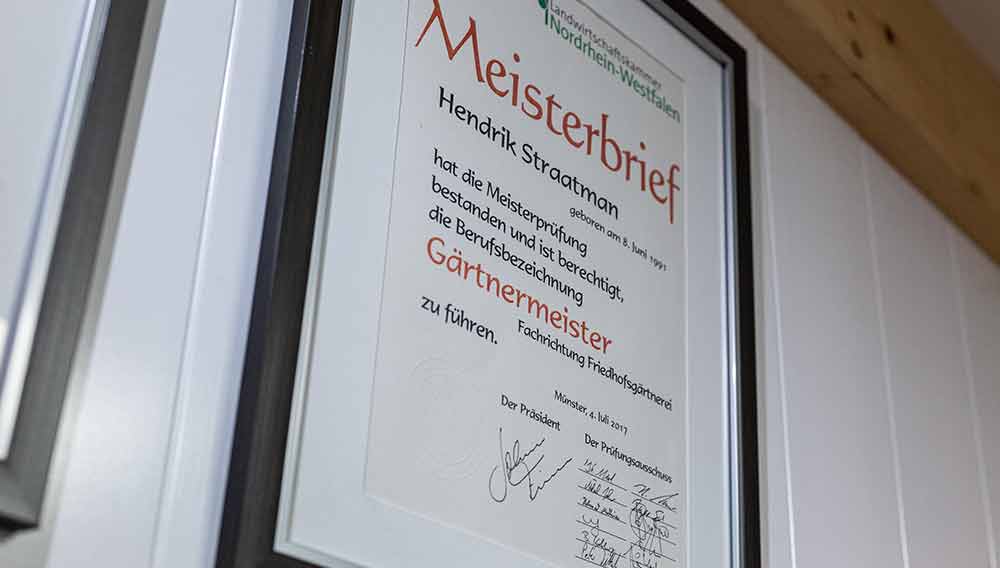 Landwirtschaftskammer
Nordrhein-Westfalen
Meisterbrief
Hendrik Straatman
geboren am 8. Juni 1991
hat die Meisterprüfung
bestanden und ist berechtigt,
die Berufsbezeichnung
Gärtnermeister
Fachrichtung Friedhofsgärtnerei
zu führen.
Münster, 4. Juli 2017
Der Präsident
Der Prüfungsausschuss